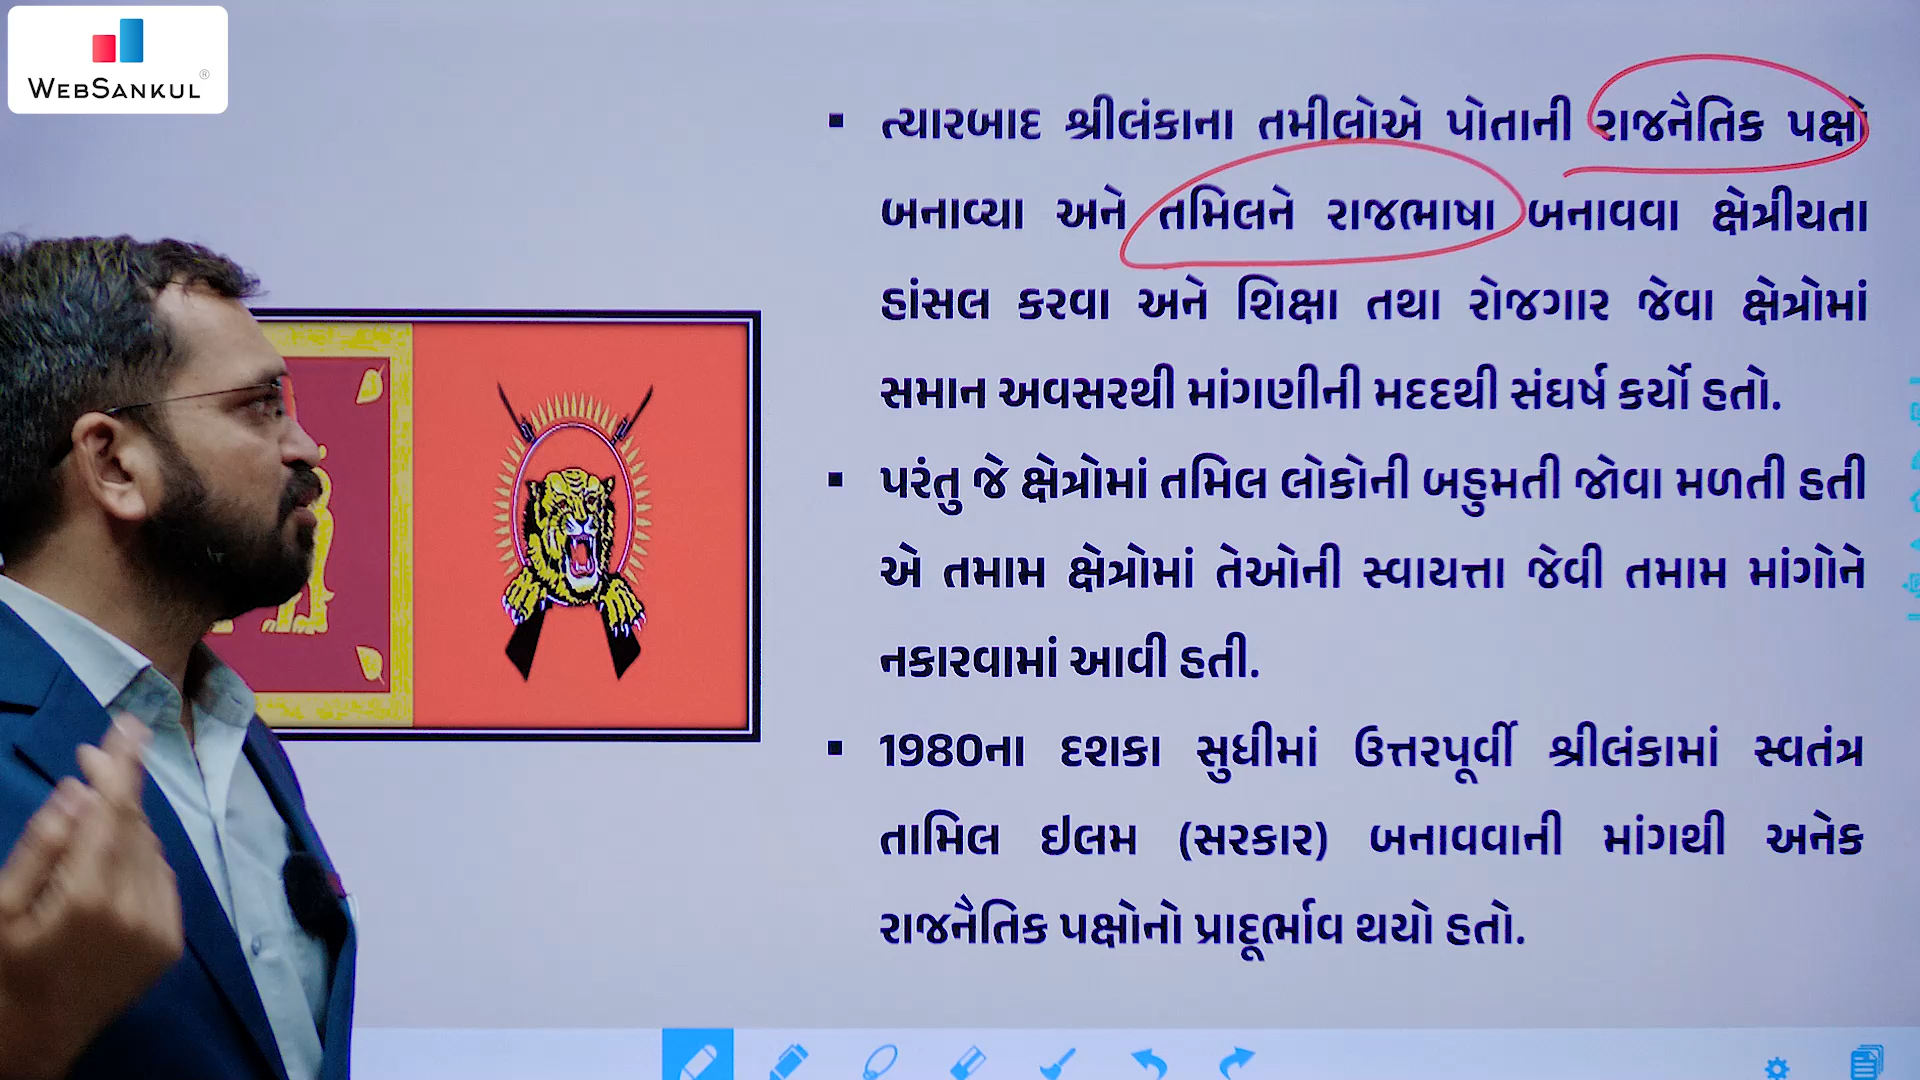 WEBSANKUL®
▪ ત્યારબાદ શ્રીલંકાના તમીલોએ પોતાની રાજનૈતિક પક્ષો
બનાવ્યા અને તમિલને રાજભાષા બનાવવા ક્ષેત્રીયતા
હાંસલ કરવા અને શિક્ષા તથા રોજગાર જેવા ક્ષેત્રોમાં
સમાન અવસરથી માંગણીની મદદથી સંઘર્ષ કર્યો હતો.
▪ પરંતુ જે ક્ષેત્રોમાં તમિલ લોકોની બહુમતી જોવા મળતી હતી
એ તમામ ક્ષેત્રોમાં તેઓની સ્વાયત્તા જેવી તમામ માંગોને
નકારવામાં આવી હતી.
▪ 1980ના દશકા સુધીમાં ઉત્તરપૂર્વી શ્રીલંકામાં સ્વતંત્ર
તામિલ ઇલમ (સરકાર) બનાવવાની માંગથી અનેક
રાજનૈતિક પક્ષોનો પ્રાદૂર્ભાવ થયો હતો.